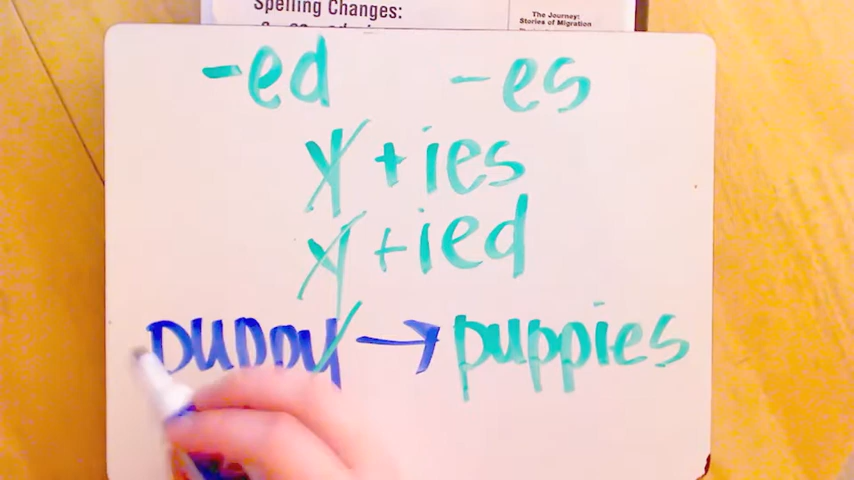 Spelling Changes:
The Journey:
Stories of Migration
-ed -es
y + ies
y + ied
puppy → puppies